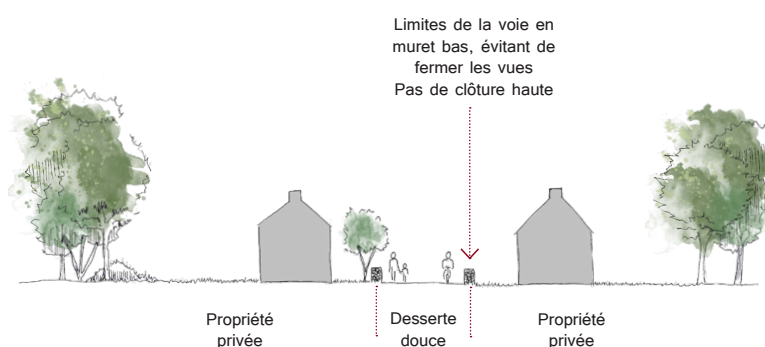 Limites de la voie en
muret bas, évitant de
fermer les vues
Pas de clôture haute
Propriété
privée
Desserte
douce
Propriété
privée